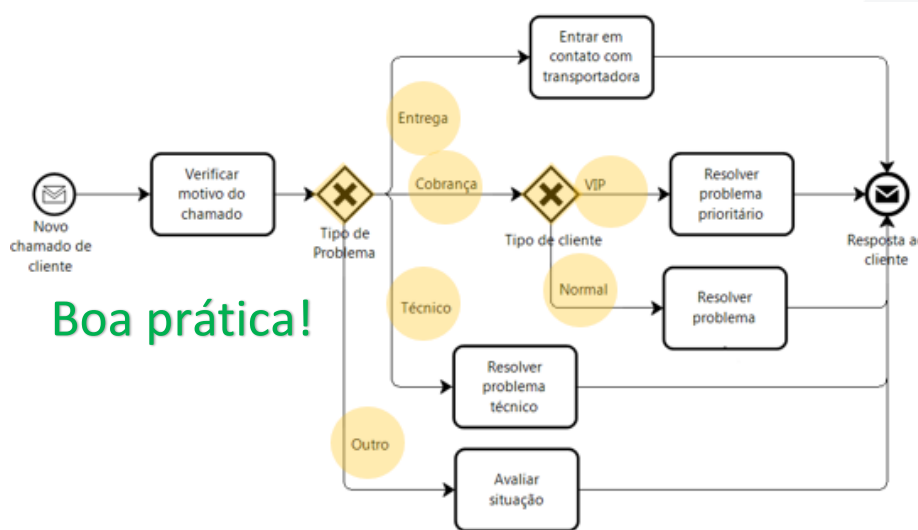 Entrar em
contato com
transportadora
Entrega
Verificar
motivo do
chamado
Cobrança
VIP
Resolver
problema
prioritário
Novo
chamado de
cliente
Tipo de
Problema
Tipo de cliente
Resposta ao
cliente
Boa prática!
Técnico
Normal
Resolver
problema
Resolver
problema
técnico
Outro
Avaliar
situação